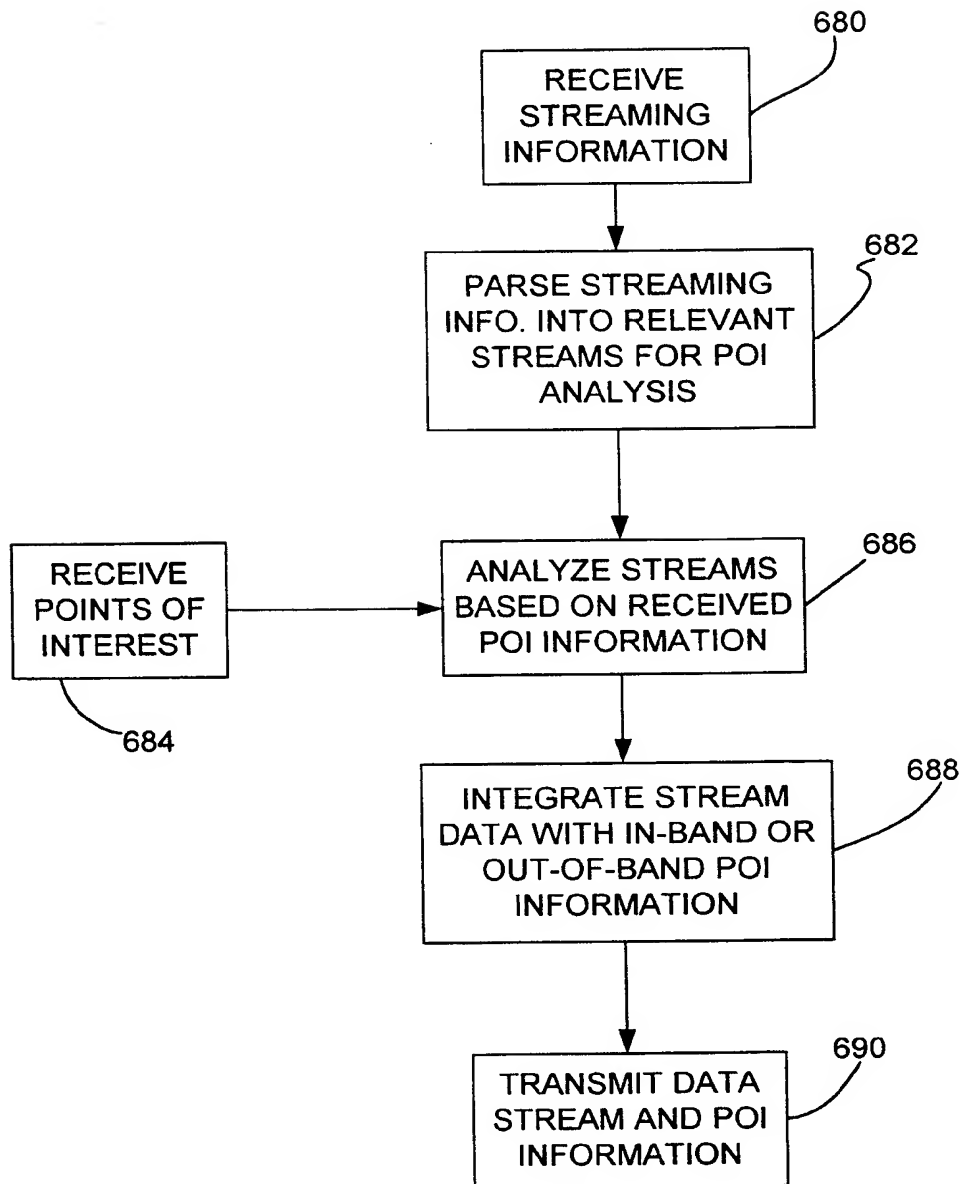 680
RECEIVE
STREAMING
INFORMATION
682
PARSE STREAMING
INFO. INTO RELEVANT
STREAMS FOR POI
ANALYSIS
686
RECEIVE
POINTS OF
INTEREST
684
ANALYZE STREAMS
BASED ON RECEIVED
POI INFORMATION
688
INTEGRATE STREAM
DATA WITH IN-BAND OR
OUT-OF-BAND POI
INFORMATION
690
TRANSMIT DATA
STREAM AND POI
INFORMATION